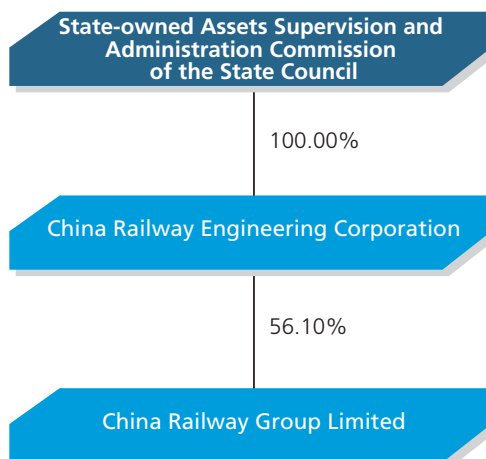 State-owned Assets Supervision and
Administration Commission
of the State Council
100.00%
China Railway Engineering Corporation
56.10%
China Railway Group Limited